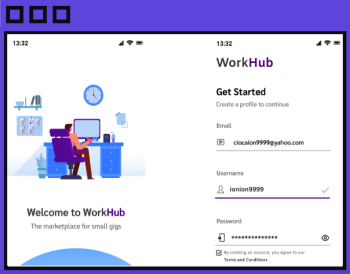 13:32
Welcome to WorkHub
The marketplace for small gigs
13:32
WorkHub
Get Started
Create a profile to continue
Email
ciocaion9999@yahoo.com
Username
ionion9999
Password
**************
By creating an account, you agree to our
Terms and Conditions